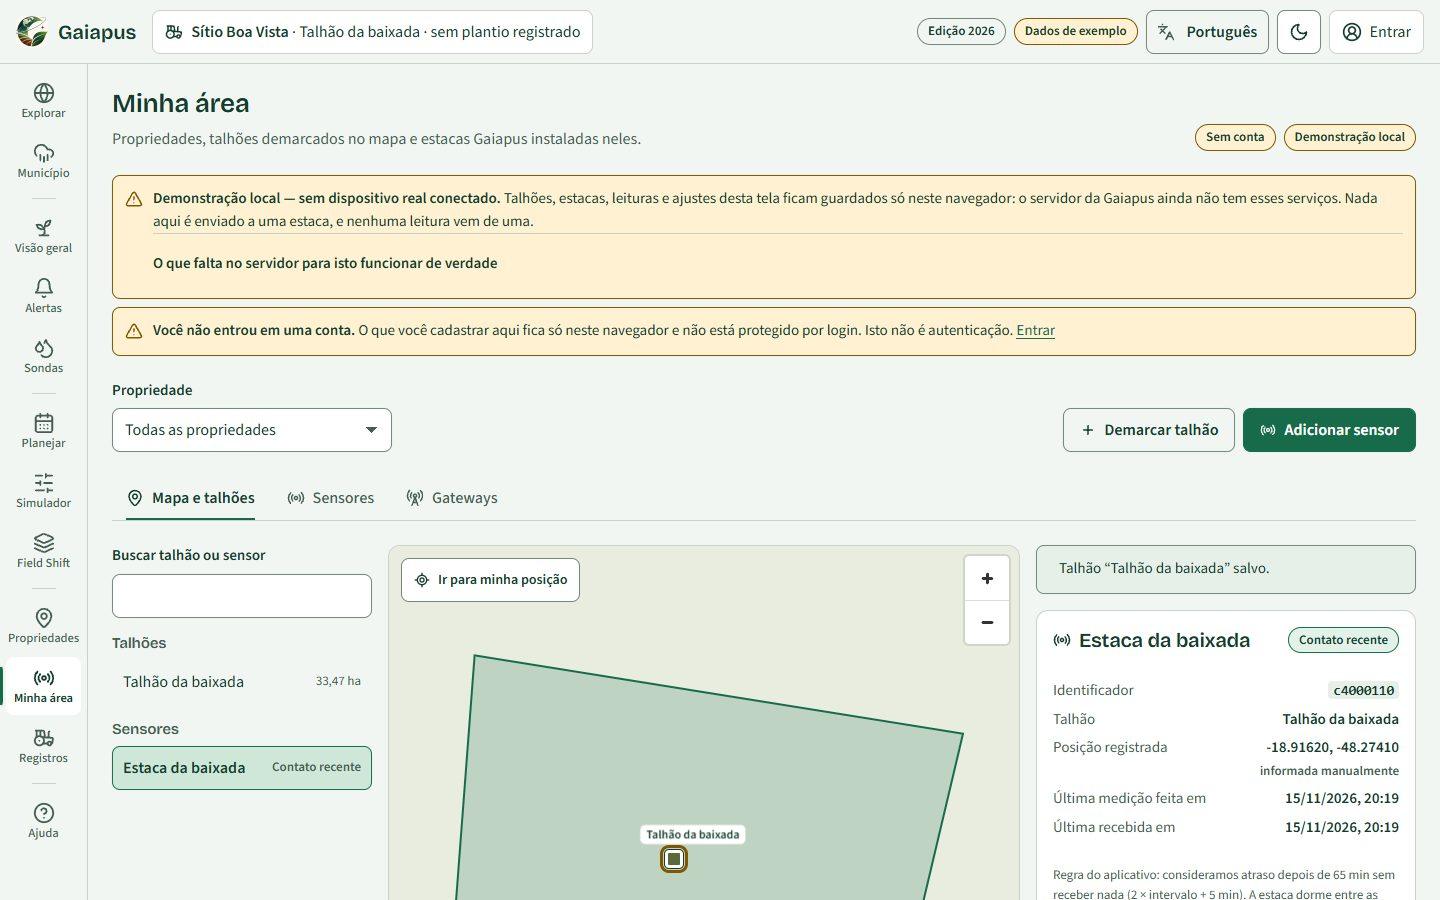 Gaiapus
Sítio Boa Vista · Talhão da baixada · sem plantio registrado
Edição 2026
Dados de exemplo
Português
Entrar
Explorar
Município
Visão geral
Alertas
Sondas
Planejar
Simulador
Field Shift
Propriedades
Minha área
Registros
Ajuda
Minha área
Propriedades, talhões demarcados no mapa e estacas Gaiapus instaladas neles.
Sem conta
Demonstração local
Demonstração local — sem dispositivo real conectado. Talhões, estacas, leituras e ajustes desta tela ficam guardados só neste navegador: o servidor da Gaiapus ainda não tem esses serviços. Nada
aqui é enviado a uma estaca, e nenhuma leitura vem de uma.
O que falta no servidor para isto funcionar de verdade
Você não entrou em uma conta. O que você cadastrar aqui fica só neste navegador e não está protegido por login. Isto não é autenticação. Entrar
Propriedade
Todas as propriedades
Demarcar talhão
Adicionar sensor
Mapa e talhões
Sensores
Gateways
Buscar talhão ou sensor
Talhões
Talhão da baixada 33,47 ha
Sensores
Estaca da baixada Contato recente
Ir para minha posição
+
−
Talhão da baixada
Talhão “Talhão da baixada” salvo.
Estaca da baixada
Contato recente
Identificador c4000110
Talhão Talhão da baixada
Posição registrada -18.91620, -48.27410
informada manualmente
Última medição feita em 15/11/2026, 20:19
Última recebida em 15/11/2026, 20:19
Regra do aplicativo: consideramos atraso depois de 65 min sem
receber nada (2 × intervalo + 5 min). A estaca dorme entre as